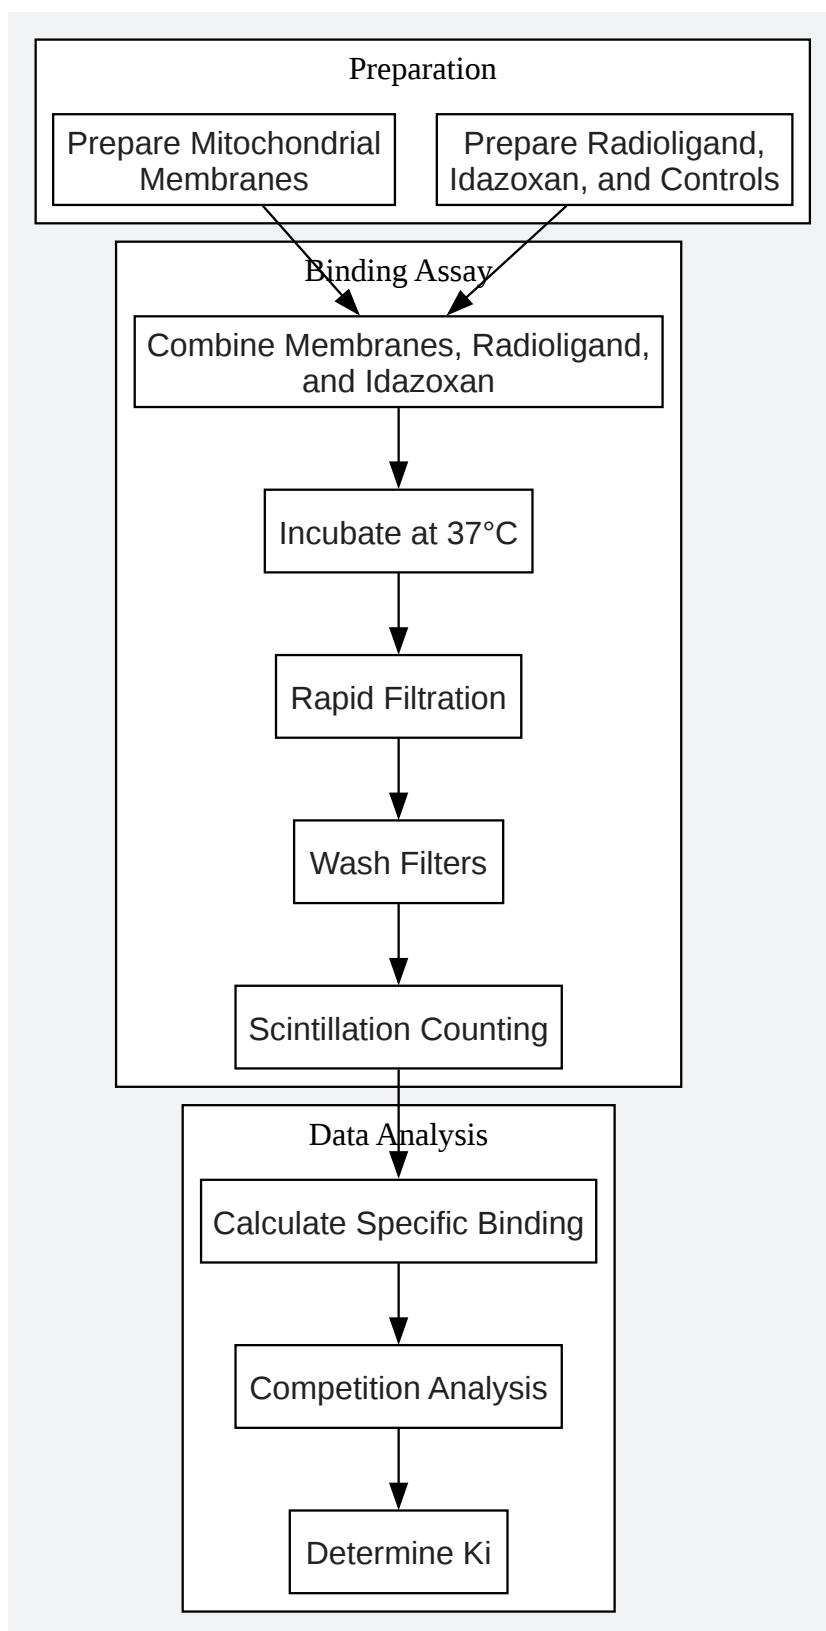 Preparation
Prepare Mitochondrial
Membranes
Prepare Radioligand,
Idazoxan, and Controls
Binding Assay
Combine Membranes, Radioligand,
and Idazoxan
Incubate at 37°C
Rapid Filtration
Wash Filters
Scintillation Counting
Data Analysis
Calculate Specific Binding
Competition Analysis
Determine Ki